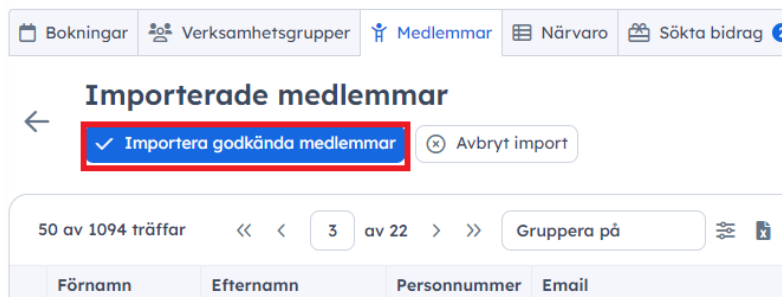 Bokningar Verksamhetsgrupper Medlemmar Närvaro Sökta bidrag
Importerade medlemmar
Importera godkända medlemmar Avbryt import
50 av 1094 träffar 3 av 22 Gruppera på
Förnamn Efternamn Personnummer Email